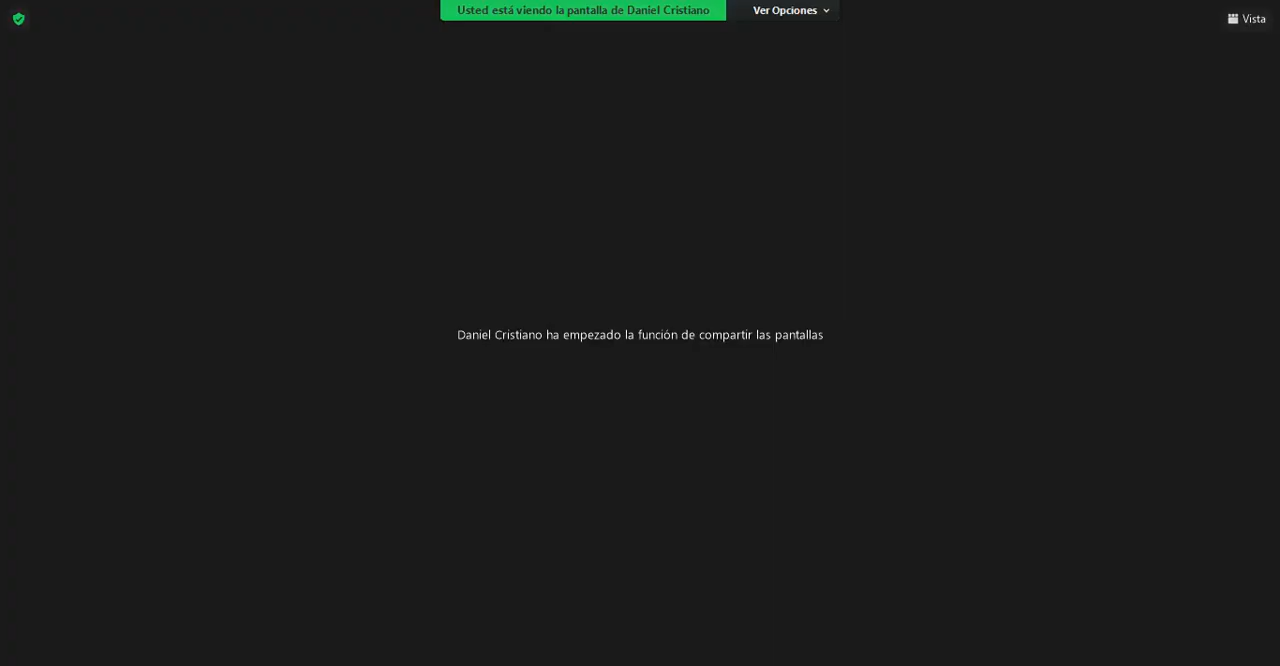 Usted está viendo la pantalla de Daniel Cristiano
Ver Opciones
Vista
Daniel Cristiano ha empezado la función de compartir las pantallas